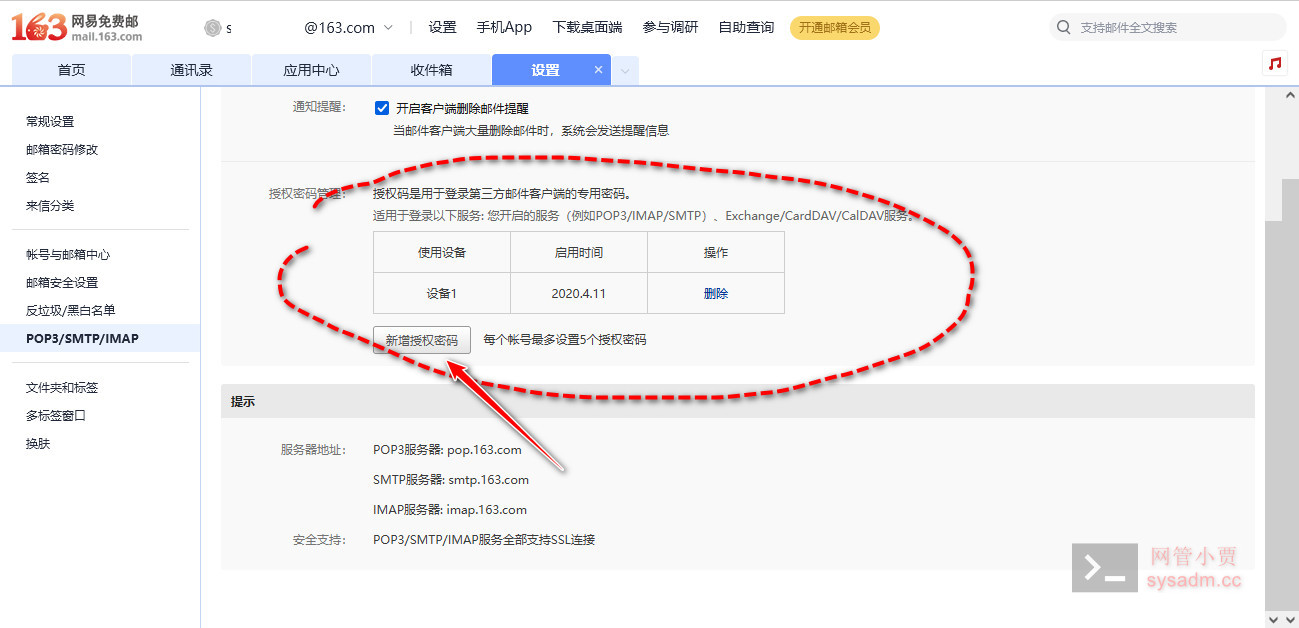 163 网易免费邮
mail.163.com
s @163.com 设置 手机App 下载桌面端 参与调研 自助查询 开通邮箱会员 支持邮件全文搜索
首页 通讯录 应用中心 收件箱 设置
常规设置
邮箱密码修改
签名
来信分类
帐号与邮箱中心
邮箱安全设置
反垃圾/黑白名单
POP3/SMTP/IMAP
文件夹和标签
多标签窗口
换肤
通知提醒: 开启客户端删除邮件提醒
当邮件客户端大量删除邮件时，系统会发送提醒信息
授权密码管理: 授权码是用于登录第三方邮件客户端的专用密码。
适用于登录以下服务: 您开启的服务（例如POP3/IMAP/SMTP）、Exchange/CardDAV/CalDAV服务。
使用设备 启用时间 操作
设备1 2020.4.11 删除
新增授权密码 每个帐号最多设置5个授权密码
提示
服务器地址: POP3服务器: pop.163.com
SMTP服务器: smtp.163.com
IMAP服务器: imap.163.com
安全支持: POP3/SMTP/IMAP服务全部支持SSL连接
网管小贾
sysadm.cc